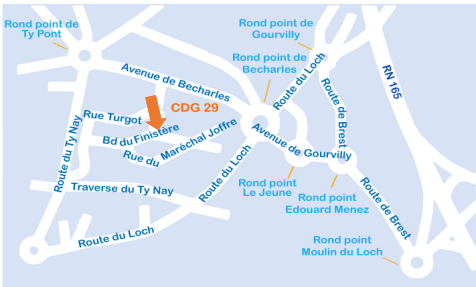 Rond point de
Ty Pont
Rond point de
Gourvilly
Rond point de
Becharles
Avenue de Becharles
Route du Loch
RN 165
CDG 29
Rue Turgot
Bd du Finistère
Rue du Maréchal Joffre
Route du Ty Nay
Route de Brest
Avenue de Gourvilly
Route du Loch
Traverse du Ty Nay
Rond point
Le Jeune
Rond point
Edouard Menez
Route de Brest
Route du Loch
Rond point
Moulin du Loch